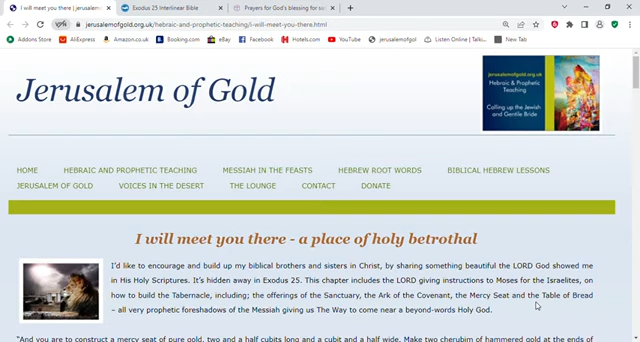 I will meet you there | jerusalem
Exodus 25 Interlinear Bible
Prayers for God's blessing for so
jerusalemofgold.org.uk/hebraic-and-prophetic-teaching/i-will-meet-you-there.html
Addons Store AliExpress Amazon.co.uk Booking.com eBay Facebook Hotels.com YouTube jerusalemofgol Listen Online | Talki... New Tab
Jerusalem of Gold
jerusalemofgold.org.uk
Hebraic & Prophetic
Teaching
Calling up the Jewish
and Gentile Bride
HOME HEBRAIC AND PROPHETIC TEACHING MESSIAH IN THE FEASTS HEBREW ROOT WORDS BIBLICAL HEBREW LESSONS
JERUSALEM OF GOLD VOICES IN THE DESERT THE LOUNGE CONTACT DONATE
I will meet you there - a place of holy betrothal
I'd like to encourage and build up my biblical brothers and sisters in Christ, by sharing something beautiful the LORD God showed me
in His Holy Scriptures. It's hidden away in Exodus 25. This chapter includes the LORD giving instructions to Moses for the Israelites, on
how to build the Tabernacle, including; the offerings of the Sanctuary, the Ark of the Covenant, the Mercy Seat and the Table of Bread
– all very prophetic foreshadows of the Messiah giving us The Way to come near a beyond-words Holy God.
"And you are to construct a mercy seat of pure gold, two and a half cubits long and a cubit and a half wide. Make two cherubim of hammered gold at the ends of